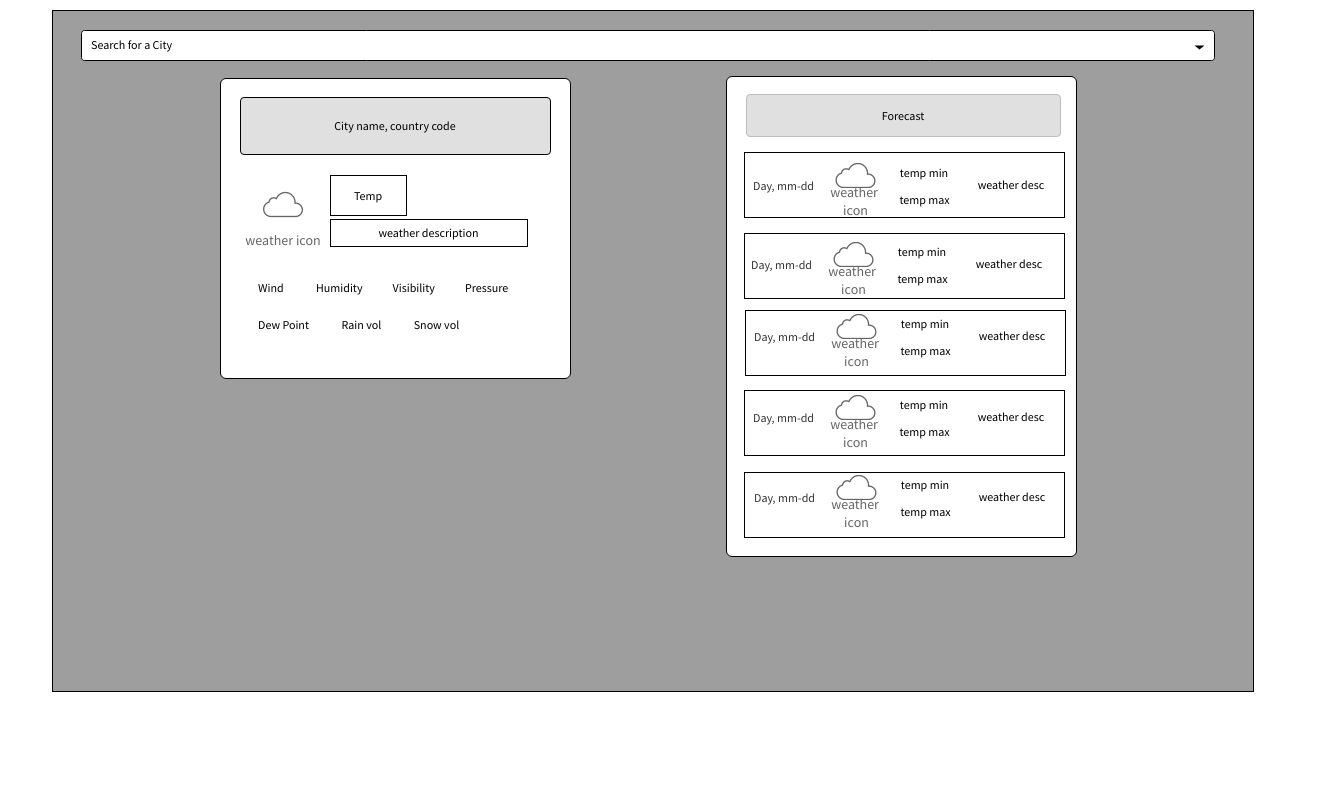 Search for a City
City name, country code
Temp
weather description
weather icon
Wind Humidity Visibility Pressure
Dew Point Rain vol Snow vol
Forecast
Day, mm-dd
weather
icon
temp min
temp max
weather desc
Day, mm-dd
weather
icon
temp min
temp max
weather desc
Day, mm-dd
weather
icon
temp min
temp max
weather desc
Day, mm-dd
weather
icon
temp min
temp max
weather desc
Day, mm-dd
weather
icon
temp min
temp max
weather desc